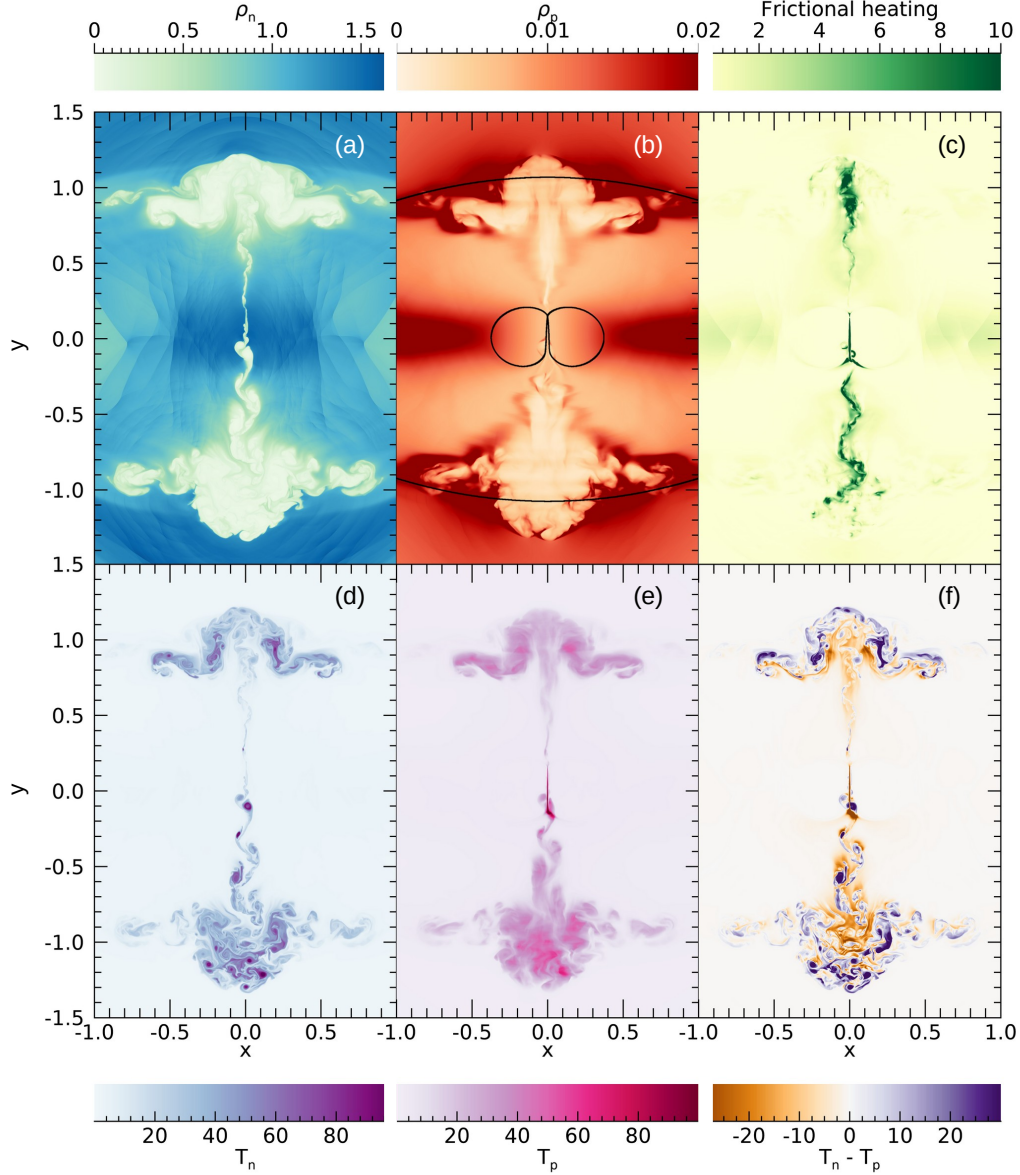 ρn ρp Frictional heating
0 0.5 1.0 1.5 0 0.01 0.02 2 4 6 8 10
1.5 (a) (b) (c)
1.0
0.5
0.0
y
-0.5
-1.0
1.5 (d) (e) (f)
1.0
0.5
0.0
y
-0.5
-1.0
-1.5
-1.0 -0.5 0.0 0.5 -1.0 -0.5 0.0 0.5 -1.0 -0.5 0.0 0.5 1.0
x x x
20 40 60 80 20 40 60 80 -20 -10 0 10 20
Tn Tp Tn - Tp